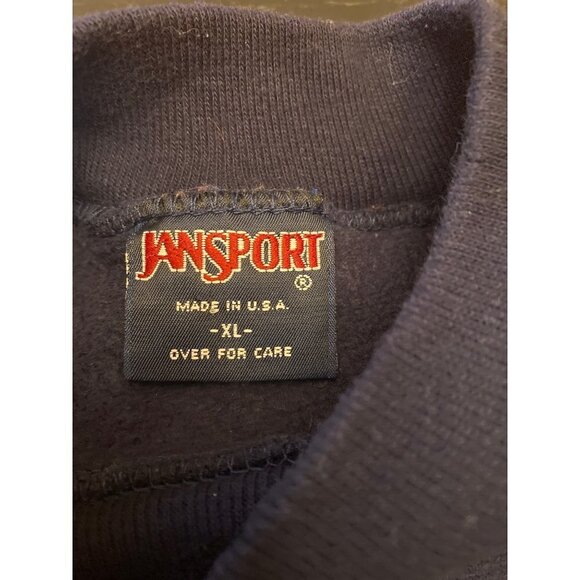 JANSPORT
®
MADE IN U.S.A.
-XL-
OVER FOR CARE